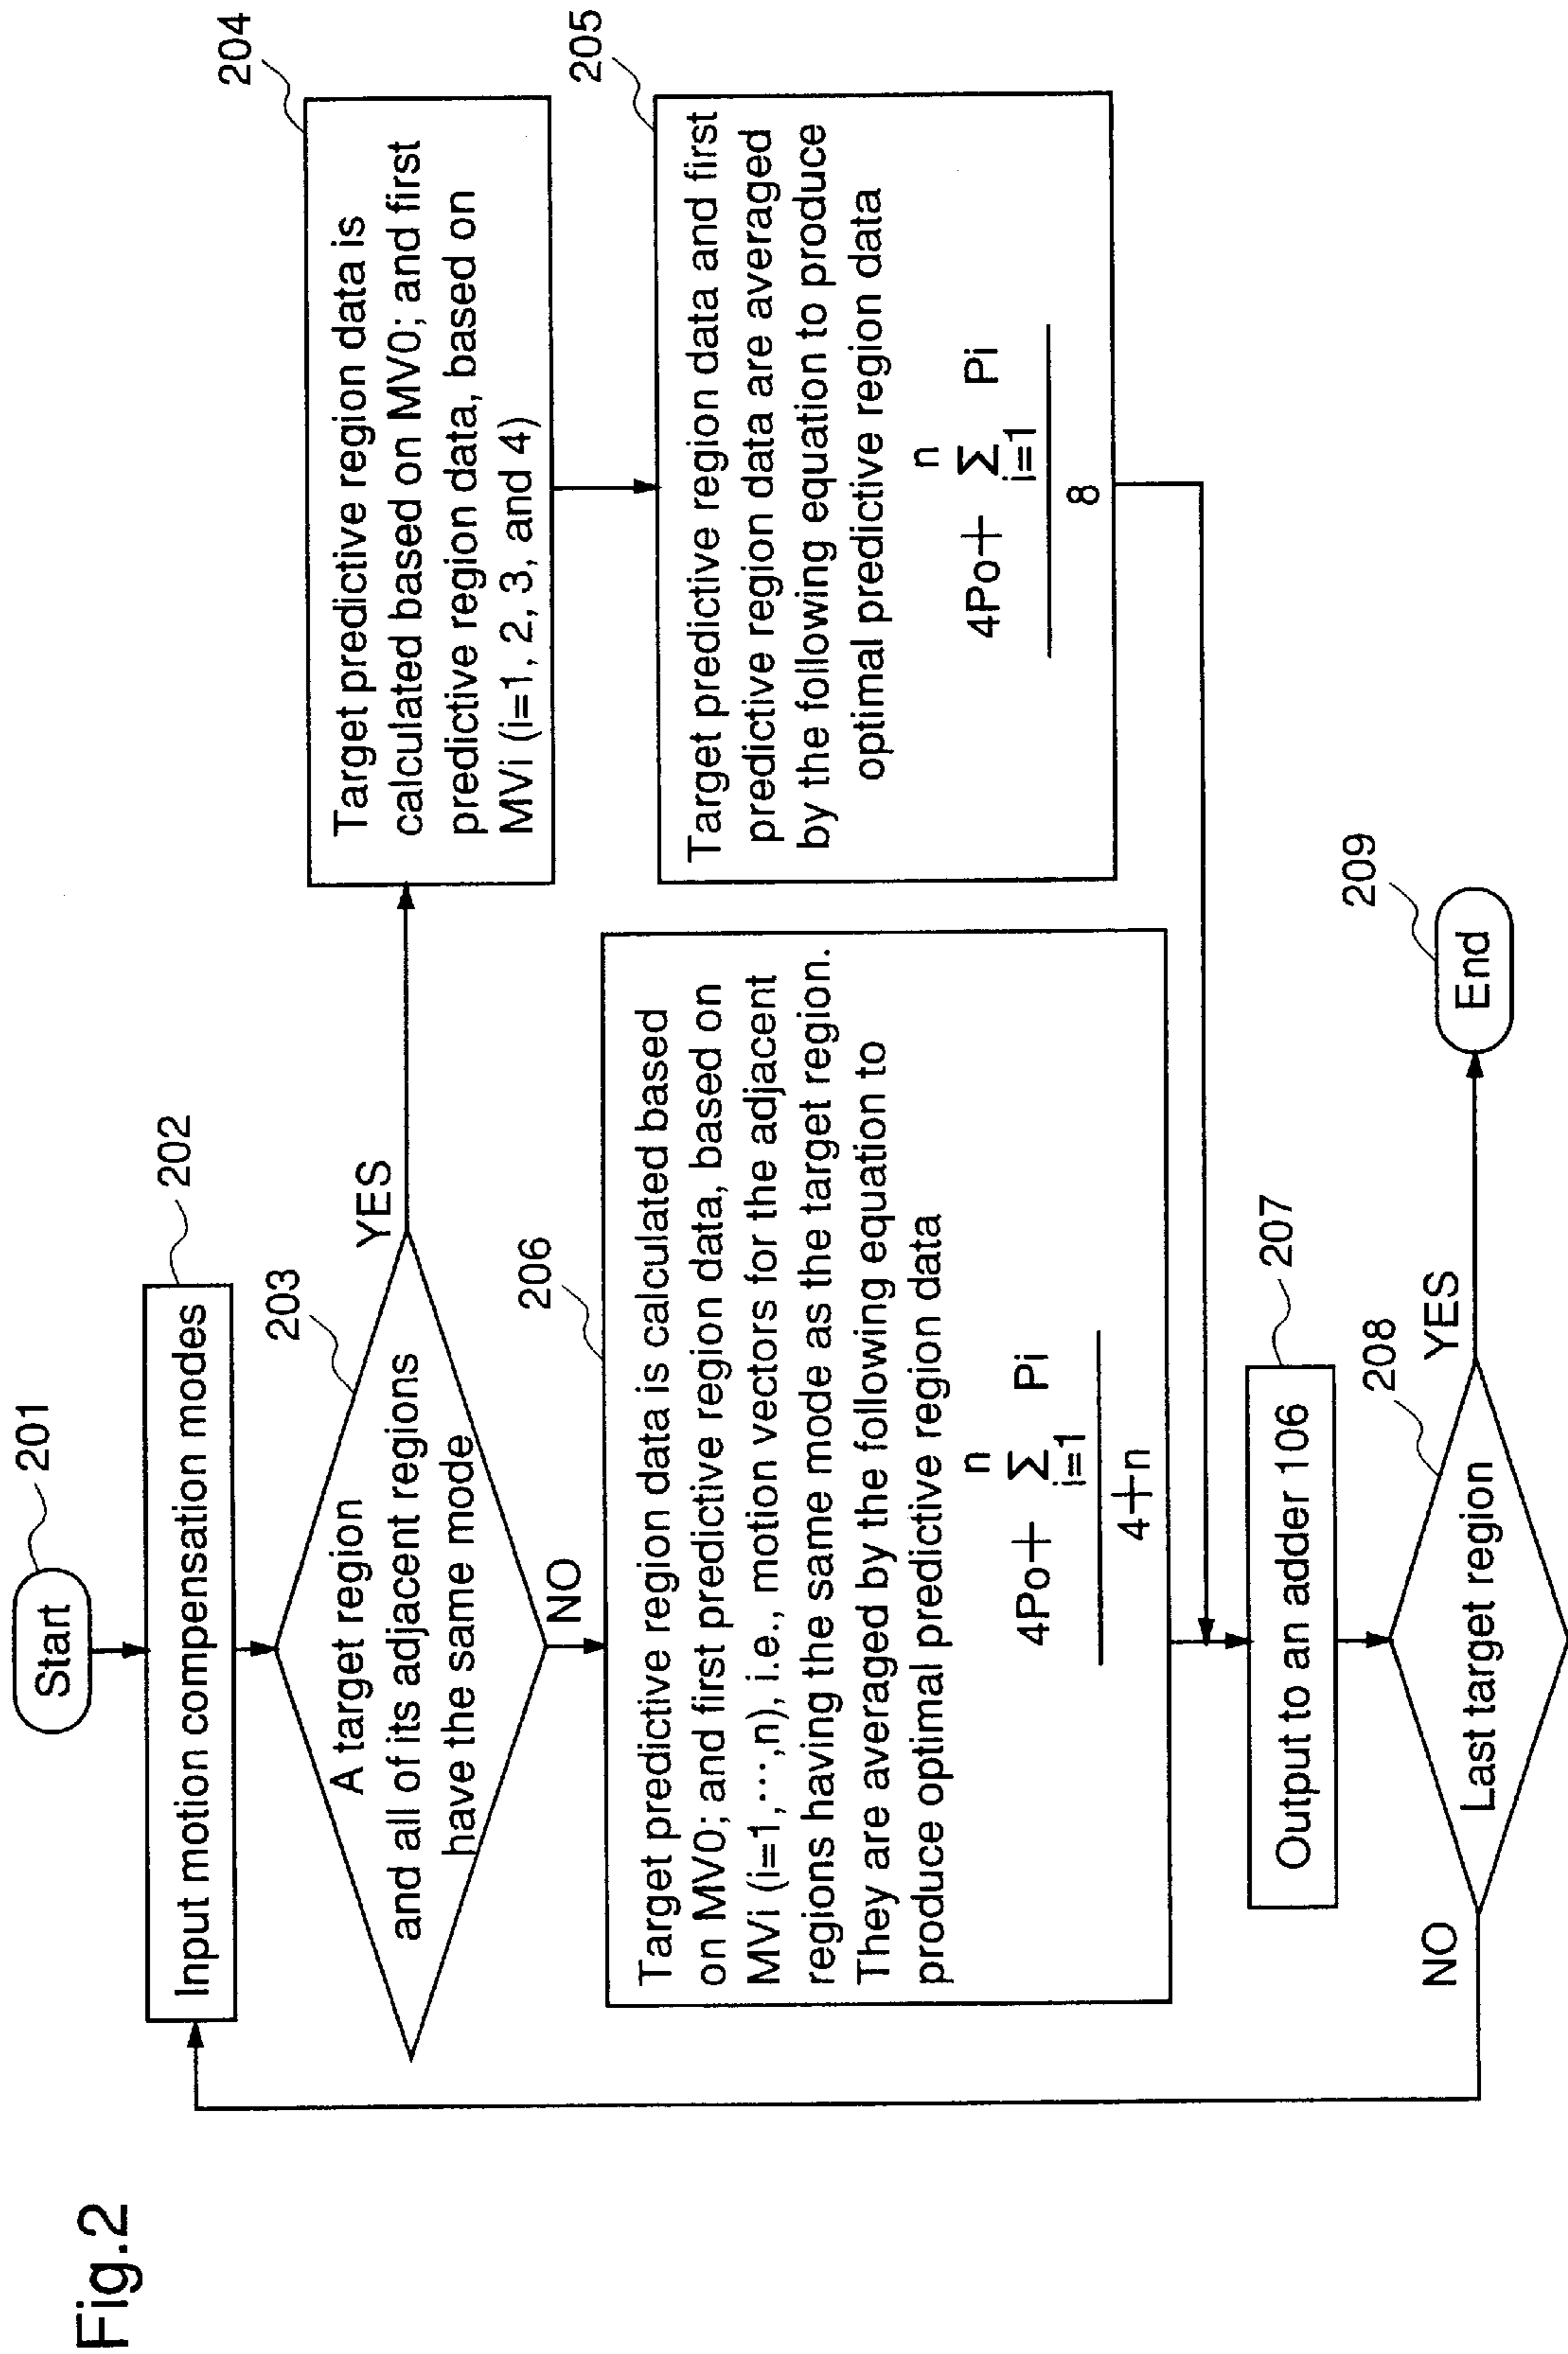 Fig.2
Start
201
Input motion compensation modes
202
A target region
and all of its adjacent regions
have the same mode
203
YES
NO
Target predictive region data is
calculated based on MV0; and first
predictive region data, based on
MVi (i=1, 2, 3, and 4)
204
Target predictive region data and first
predictive region data are averaged
by the following equation to produce
optimal predictive region data
n
4Po+ Σ Pi
i=1
8
205
Target predictive region data is calculated based
on MV0; and first predictive region data, based on
MVi (i=1,···,n), i.e., motion vectors for the adjacent
regions having the same mode as the target region.
They are averaged by the following equation to
produce optimal predictive region data
n
4Po+ Σ Pi
i=1
4+n
206
Output to an adder 106
207
Last target region
208
YES
NO
End
209